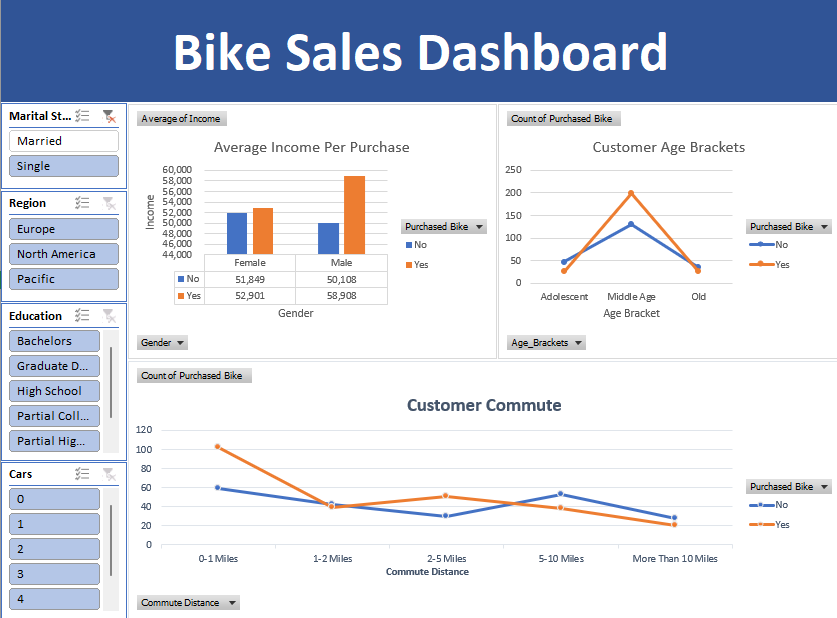 Bike Sales Dashboard
Marital St...
Married
Single
Region
Europe
North America
Pacific
Education
Bachelors
Graduate D...
High School
Partial Coll...
Partial Hig...
Cars
0
1
2
3
4
Average of Income
Average Income Per Purchase
60,000
58,000
56,000
54,000
52,000
50,000
48,000
46,000
44,000
Income
Female Male
No 51,849 50,108
Yes 52,901 58,908
Gender
Purchased Bike
No
Yes
Gender
Count of Purchased Bike
Customer Age Brackets
250
200
150
100
50
0
Adolescent Middle Age Old
Age Bracket
Purchased Bike
No
Yes
Age_Brackets
Count of Purchased Bike
Customer Commute
120
100
80
60
40
20
0
0-1 Miles 1-2 Miles 2-5 Miles 5-10 Miles More Than 10 Miles
Commute Distance
Purchased Bike
No
Yes
Commute Distance